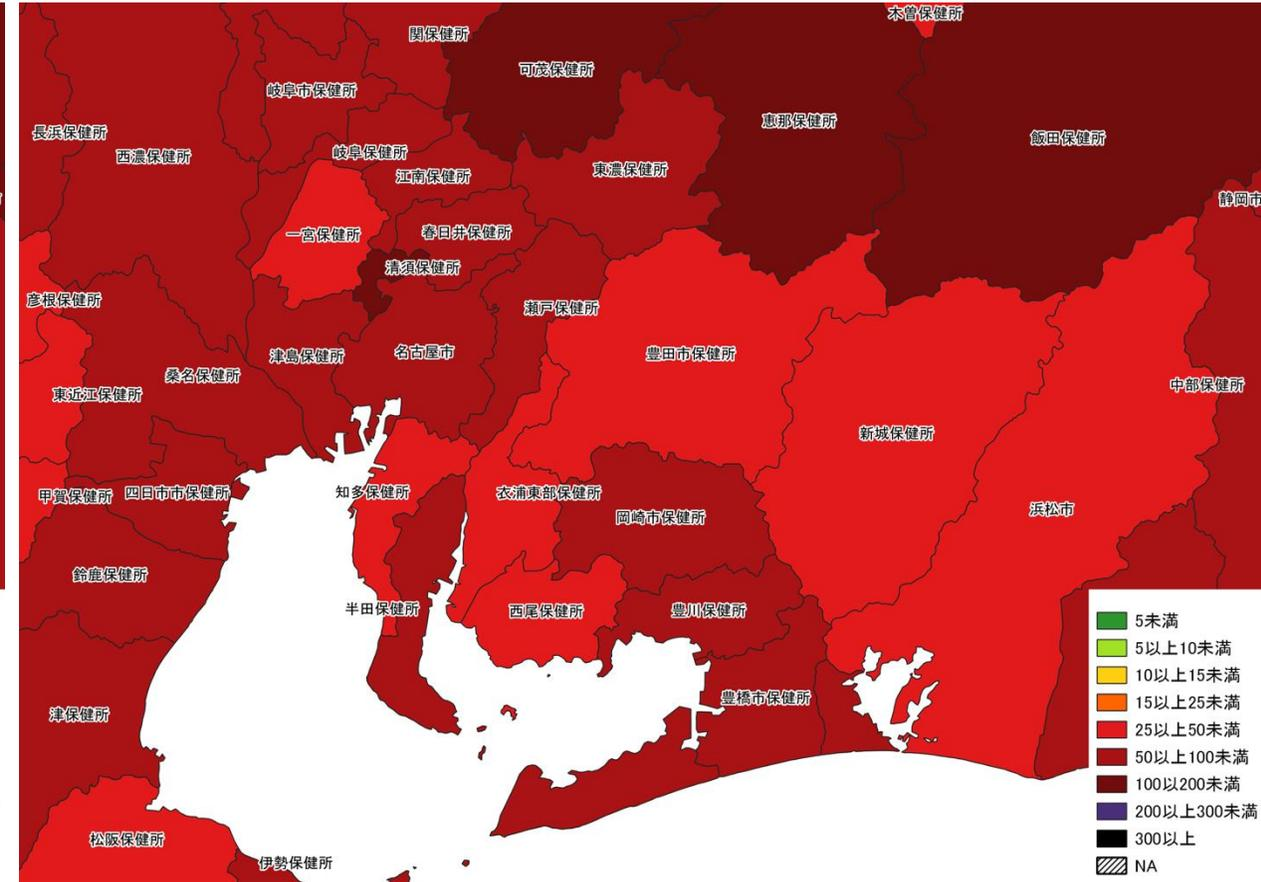 木曽保健所
関保健所
可茂保健所
岐阜市保健所
恵那保健所
長浜保健所
飯田保健所
西濃保健所
岐阜保健所
東濃保健所
江南保健所
静岡市
一宮保健所
春日井保健所
清須保健所
彦根保健所
瀬戸保健所
津島保健所
名古屋市
豊田市保健所
桑名保健所
中部保健所
東近江保健所
新城保健所
甲賀保健所
四日市市保健所
知多保健所
衣浦東部保健所
浜松市
岡崎市保健所
鈴鹿保健所
半田保健所
西尾保健所
豊川保健所
津保健所
豊橋市保健所
松阪保健所
伊勢保健所
5未満
5以上10未満
10以上15未満
15以上25未満
25以上50未満
50以上100未満
100以200未満
200以上300未満
300以上
NA